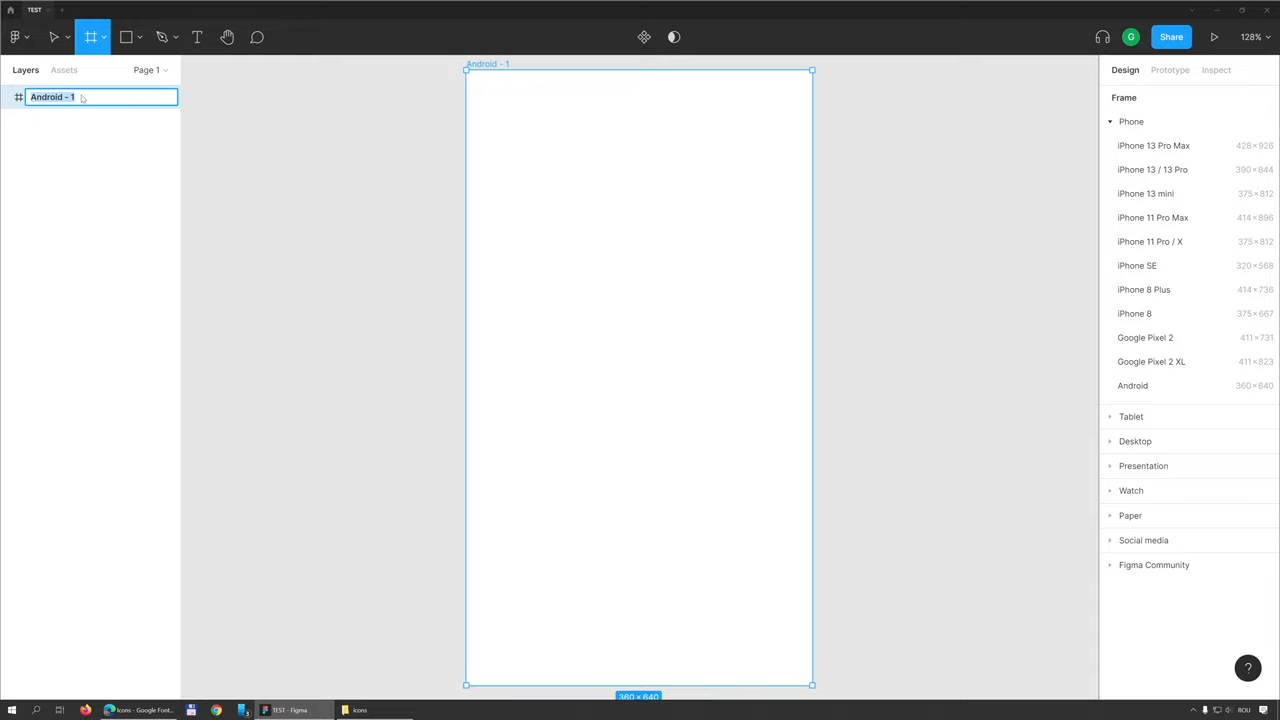 TEST
G
Share
128%
Layers
Assets
Page 1
Android - 1
Android - 1
360 × 640
Design
Prototype
Inspect
Frame
Phone
iPhone 13 Pro Max 428×926
iPhone 13 / 13 Pro 390×844
iPhone 13 mini 375×812
iPhone 11 Pro Max 414×896
iPhone 11 Pro / X 375×812
iPhone SE 320×568
iPhone 8 Plus 414×736
iPhone 8 375×667
Google Pixel 2 411×731
Google Pixel 2 XL 411×823
Android 360×640
Tablet
Desktop
Presentation
Watch
Paper
Social media
Figma Community
?
Icons - Google Font...
TEST - Figma
icons
ROU